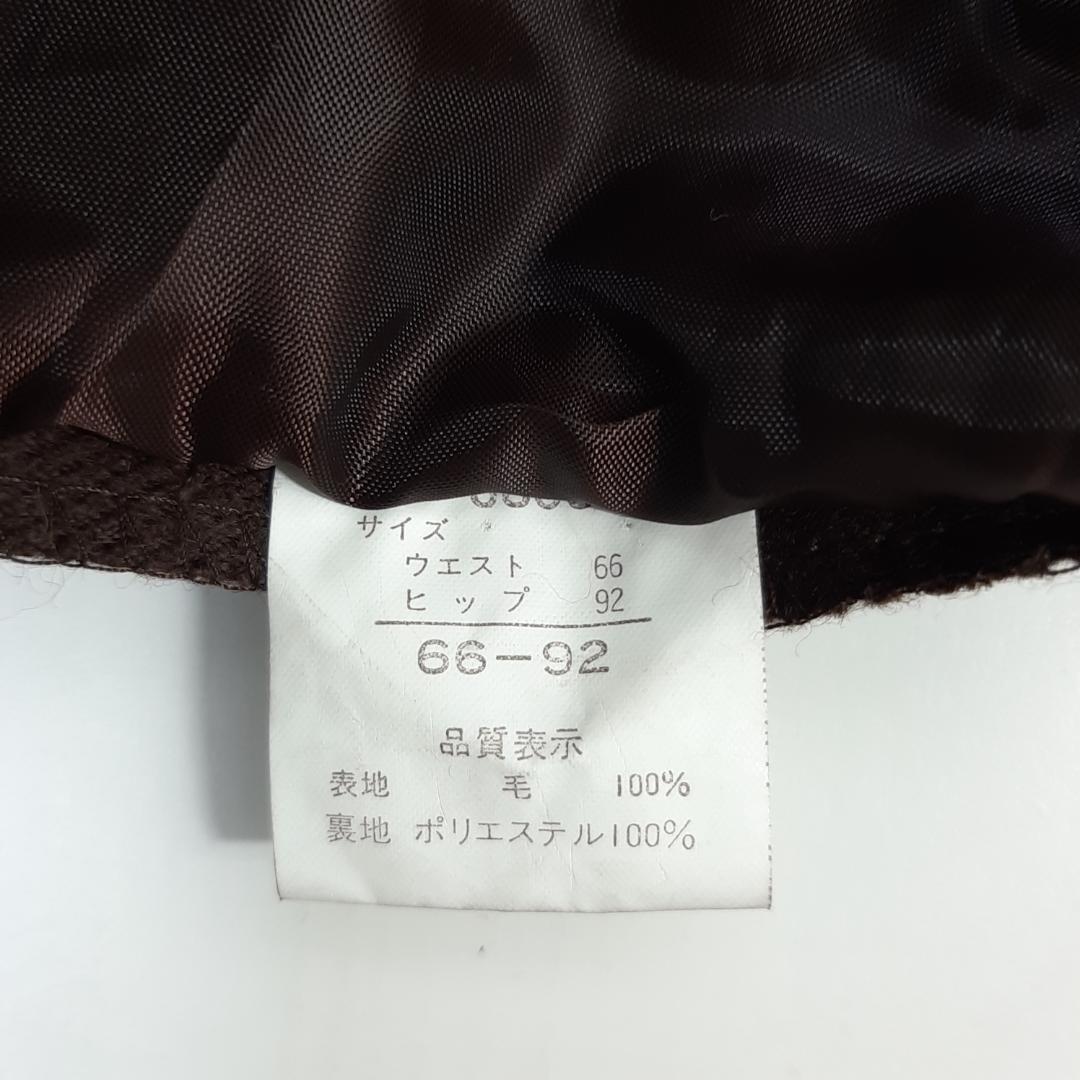 サイズ
ウエスト 66
ヒップ 92
66-92
品質表示
表地 毛 100%
裏地 ポリエステル100%